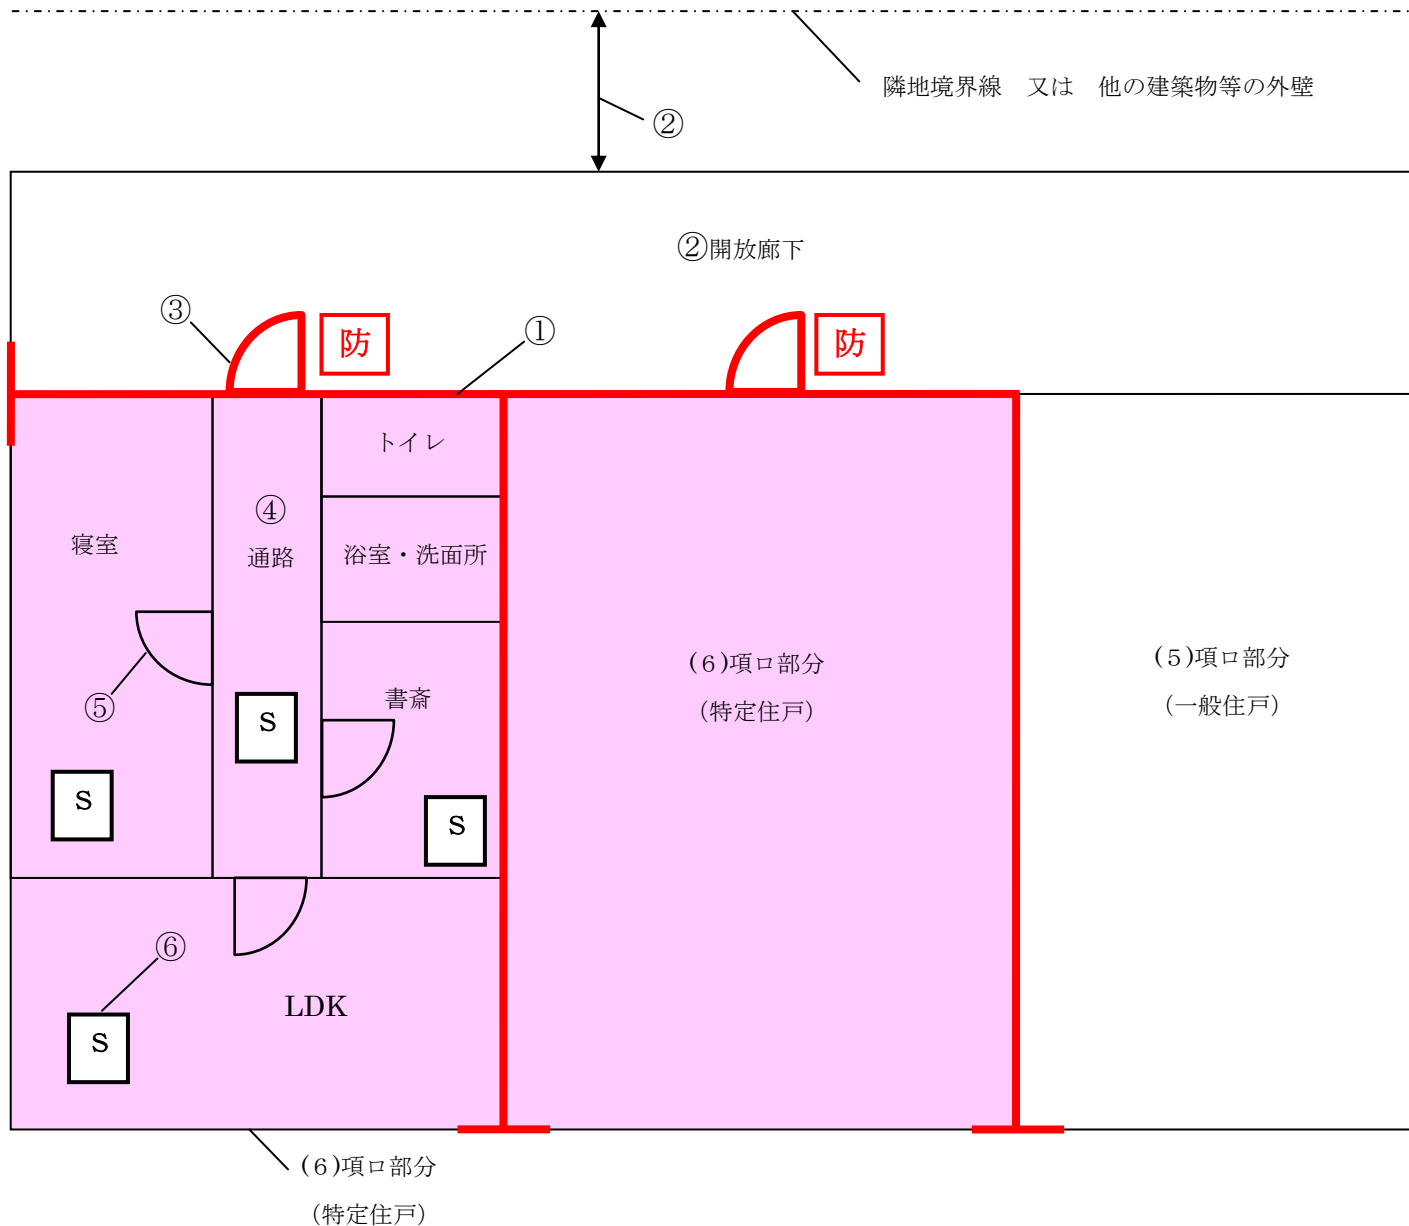 隣地境界線　又は　他の建築物等の外壁
②
②開放廊下
③
防
①
防
トイレ
④
寝室
通路
浴室・洗面所
(6)項ロ部分
(特定住戸)
(5)項ロ部分
(一般住戸)
⑤
書斎
S
S
S
⑥
LDK
S
(6)項ロ部分
(特定住戸)